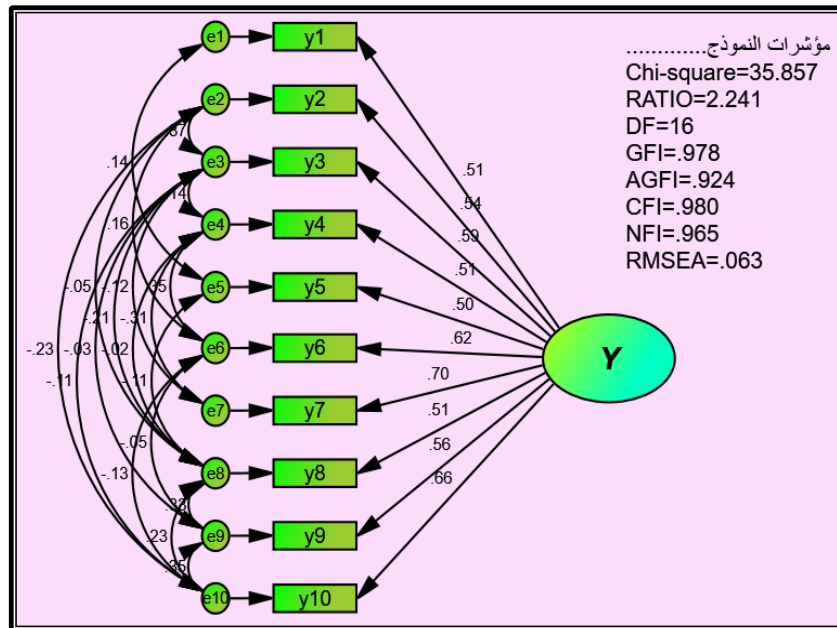 مؤشرات النموذج.............
Chi-square=35.857
RATIO=2.241
DF=16
GFI=.978
AGFI=.924
CFI=.980
NFI=.965
RMSEA=.063
e1 y1
e2 y2
.37
e3 y3
.14
.14
e4 y4
.16
e5 y5
-.05
-.12
.35
-.21
-.31
e6 y6
-.23
-.03
-.02
-.11
-.11
e7 y7
-.05
-.13
e8 y8
.33
e9 y9
.23
.35
e10 y10
.51
.54
.59
.51
.50
.62
.70
.51
.56
.66
Y